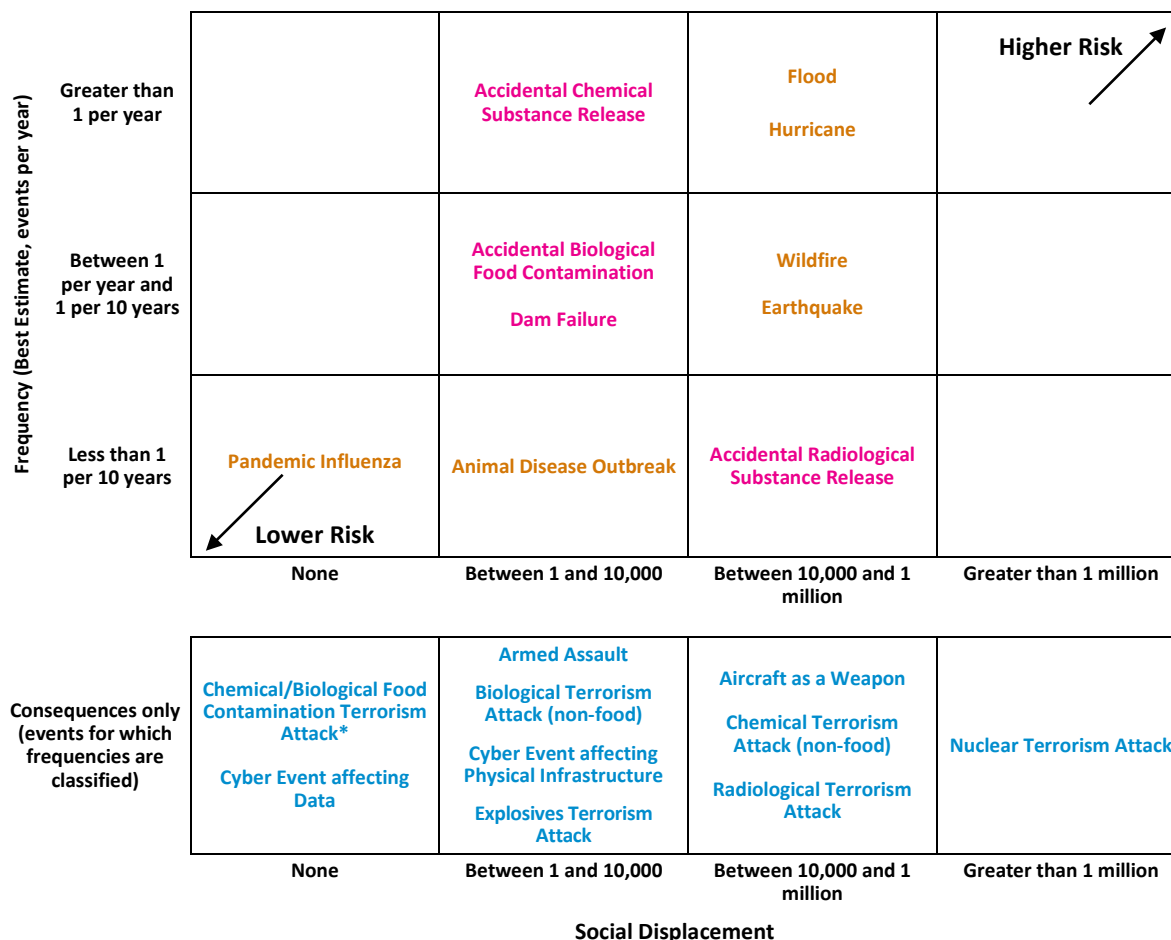 Frequency (Best Estimate, events per year)
Greater than
1 per year
Accidental Chemical
Substance Release
Flood
Hurricane
Higher Risk
Between 1
per year and
1 per 10 years
Accidental Biological
Food Contamination
Dam Failure
Wildfire
Earthquake
Less than 1
per 10 years
Pandemic Influenza
Lower Risk
Animal Disease Outbreak
Accidental Radiological
Substance Release
None
Between 1 and 10,000
Between 10,000 and 1
million
Greater than 1 million
Consequences only
(events for which
frequencies are
classified)
Chemical/Biological Food
Contamination Terrorism
Attack*
Cyber Event affecting
Data
Armed Assault
Biological Terrorism
Attack (non-food)
Cyber Event affecting
Physical Infrastructure
Explosives Terrorism
Attack
Aircraft as a Weapon
Chemical Terrorism
Attack (non-food)
Radiological Terrorism
Attack
Nuclear Terrorism Attack
None
Between 1 and 10,000
Between 10,000 and 1
million
Greater than 1 million
Social Displacement